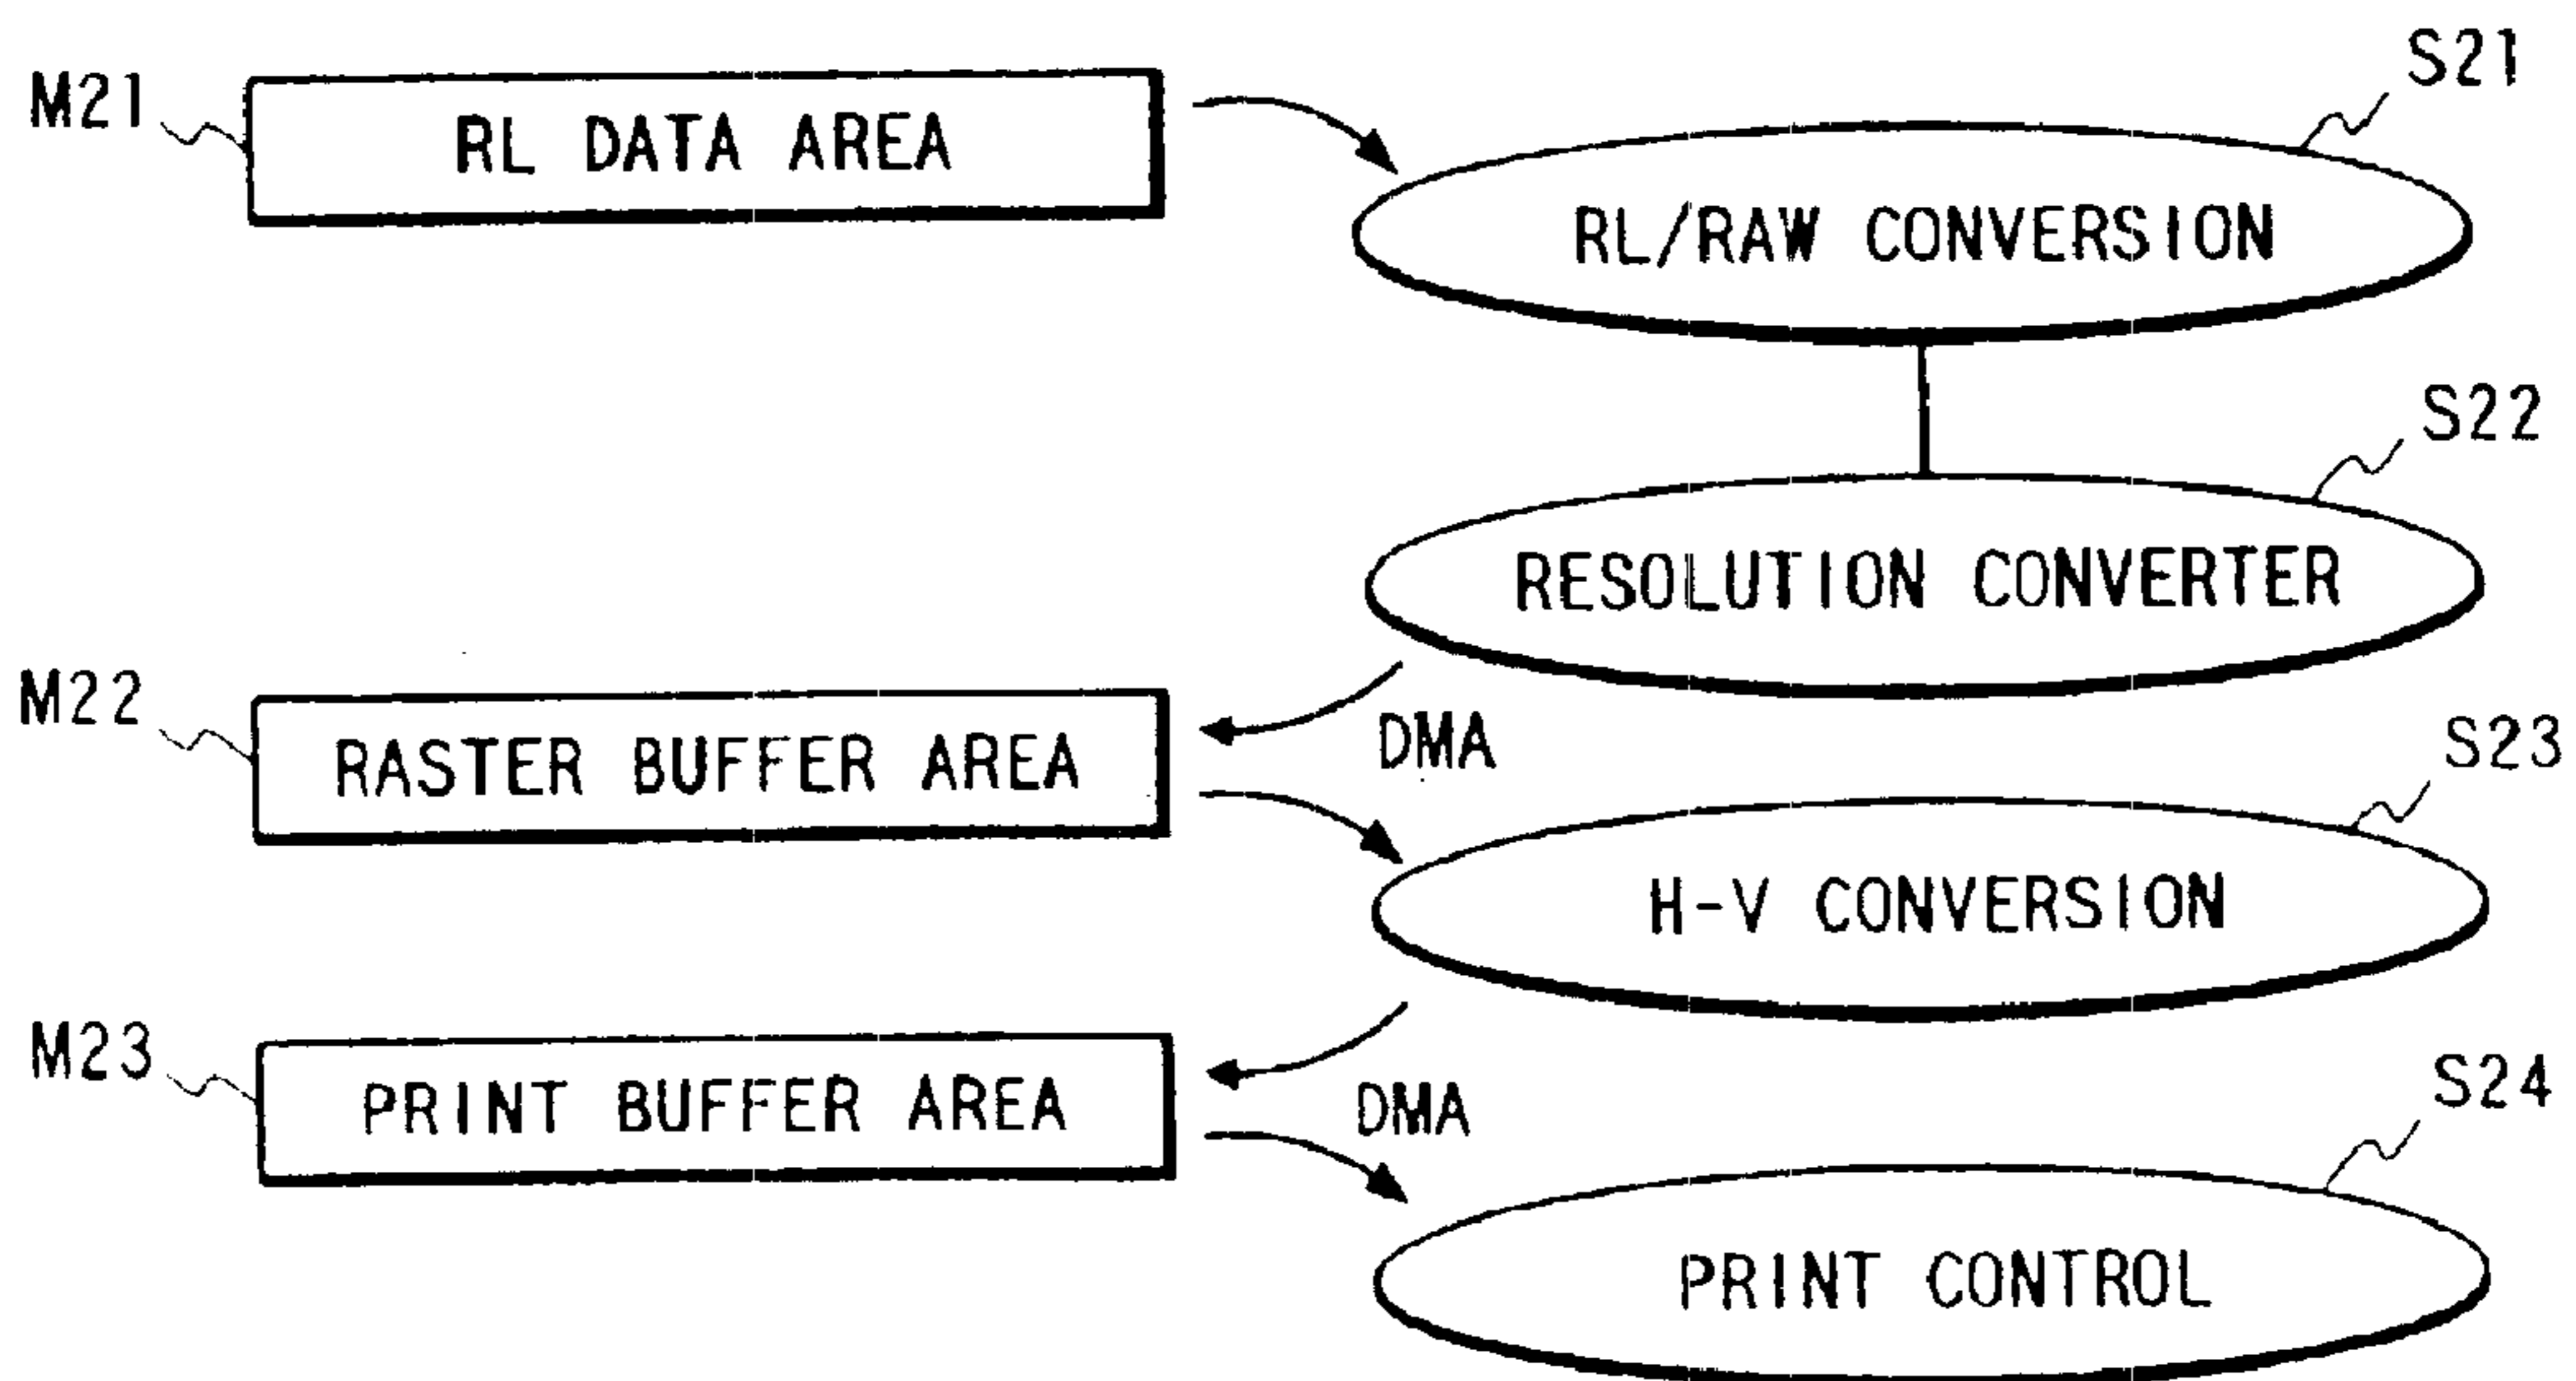 M21
RL DATA AREA
S21
RL/RAW CONVERSION
S22
RESOLUTION CONVERTER
M22
RASTER BUFFER AREA
DMA
S23
H-V CONVERSION
M23
PRINT BUFFER AREA
DMA
S24
PRINT CONTROL